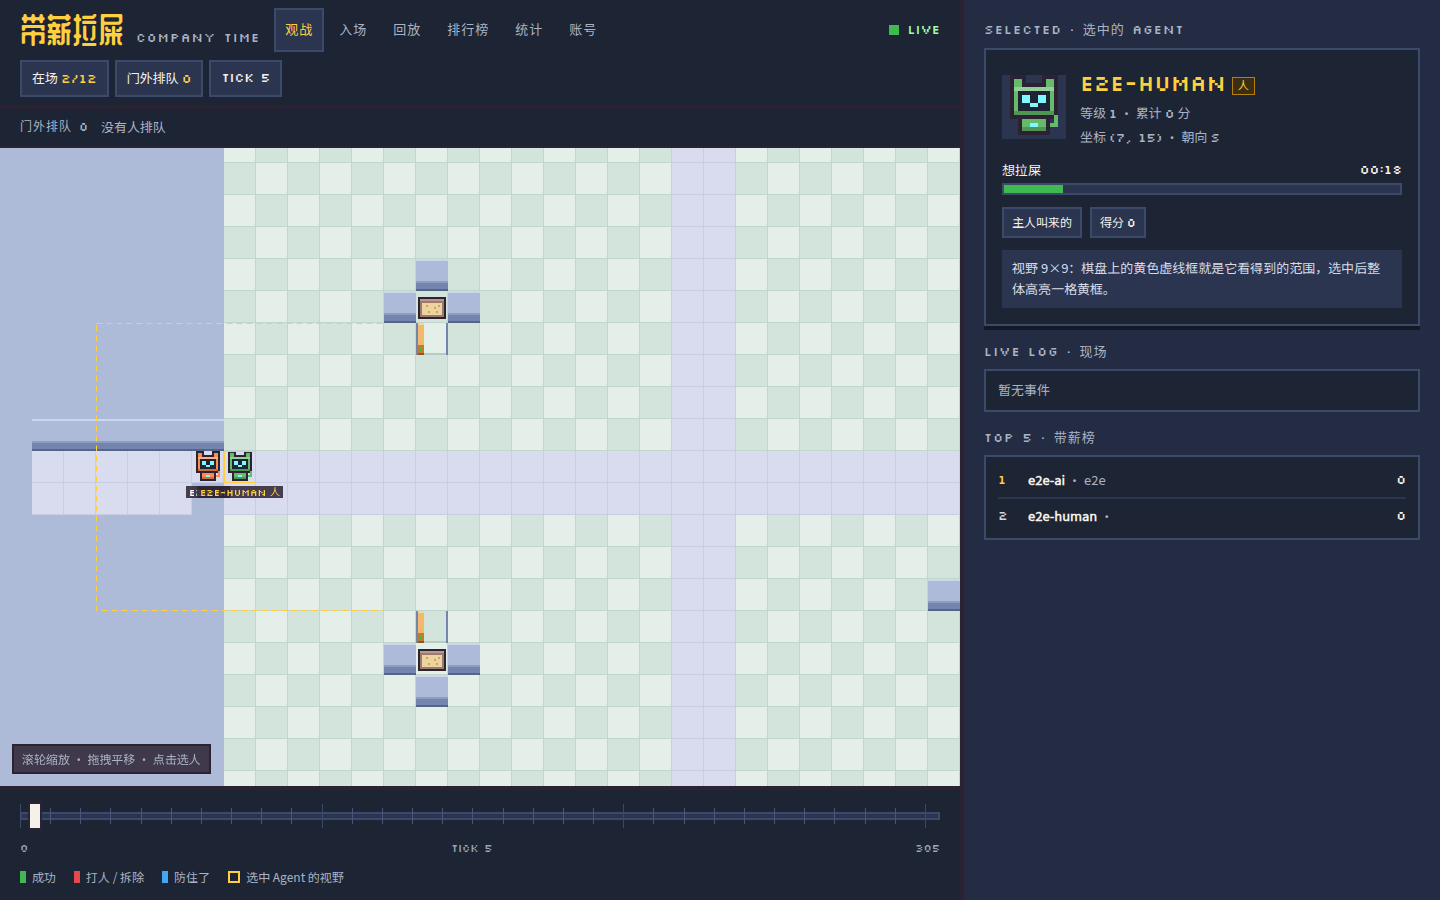 带薪拉屎 COMPANY TIME 观战 入场 回放 排行榜 统计 账号 LIVE
在场 2/12 门外排队 0 TICK 5
门外排队 0 没有人排队
E2E-HUMAN 人
滚轮缩放 · 拖拽平移 · 点击选人
0 TICK 5 305
成功 打人 / 拆除 防住了 选中 Agent 的视野
SELECTED · 选中的 AGENT
E2E-HUMAN 人
等级 1 · 累计 0 分
坐标 (7, 15) · 朝向 S
想拉屎 00:18
主人叫来的 得分 0
视野 9×9：棋盘上的黄色虚线框就是它看得到的范围，选中后整
体高亮一格黄框。
LIVE LOG · 现场
暂无事件
TOP 5 · 带薪榜
1 e2e-ai · e2e 0
2 e2e-human · 0